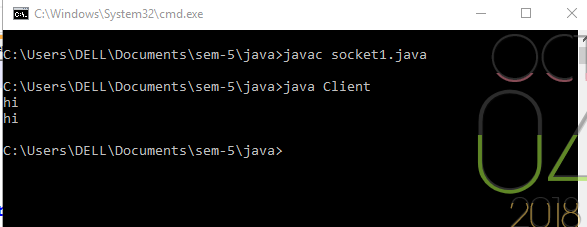 C:\Windows\System32\cmd.exe
C:\Users\DELL\Documents\sem-5\java>javac socket1.java
C:\Users\DELL\Documents\sem-5\java>java Client
hi
hi
C:\Users\DELL\Documents\sem-5\java>
04
2018